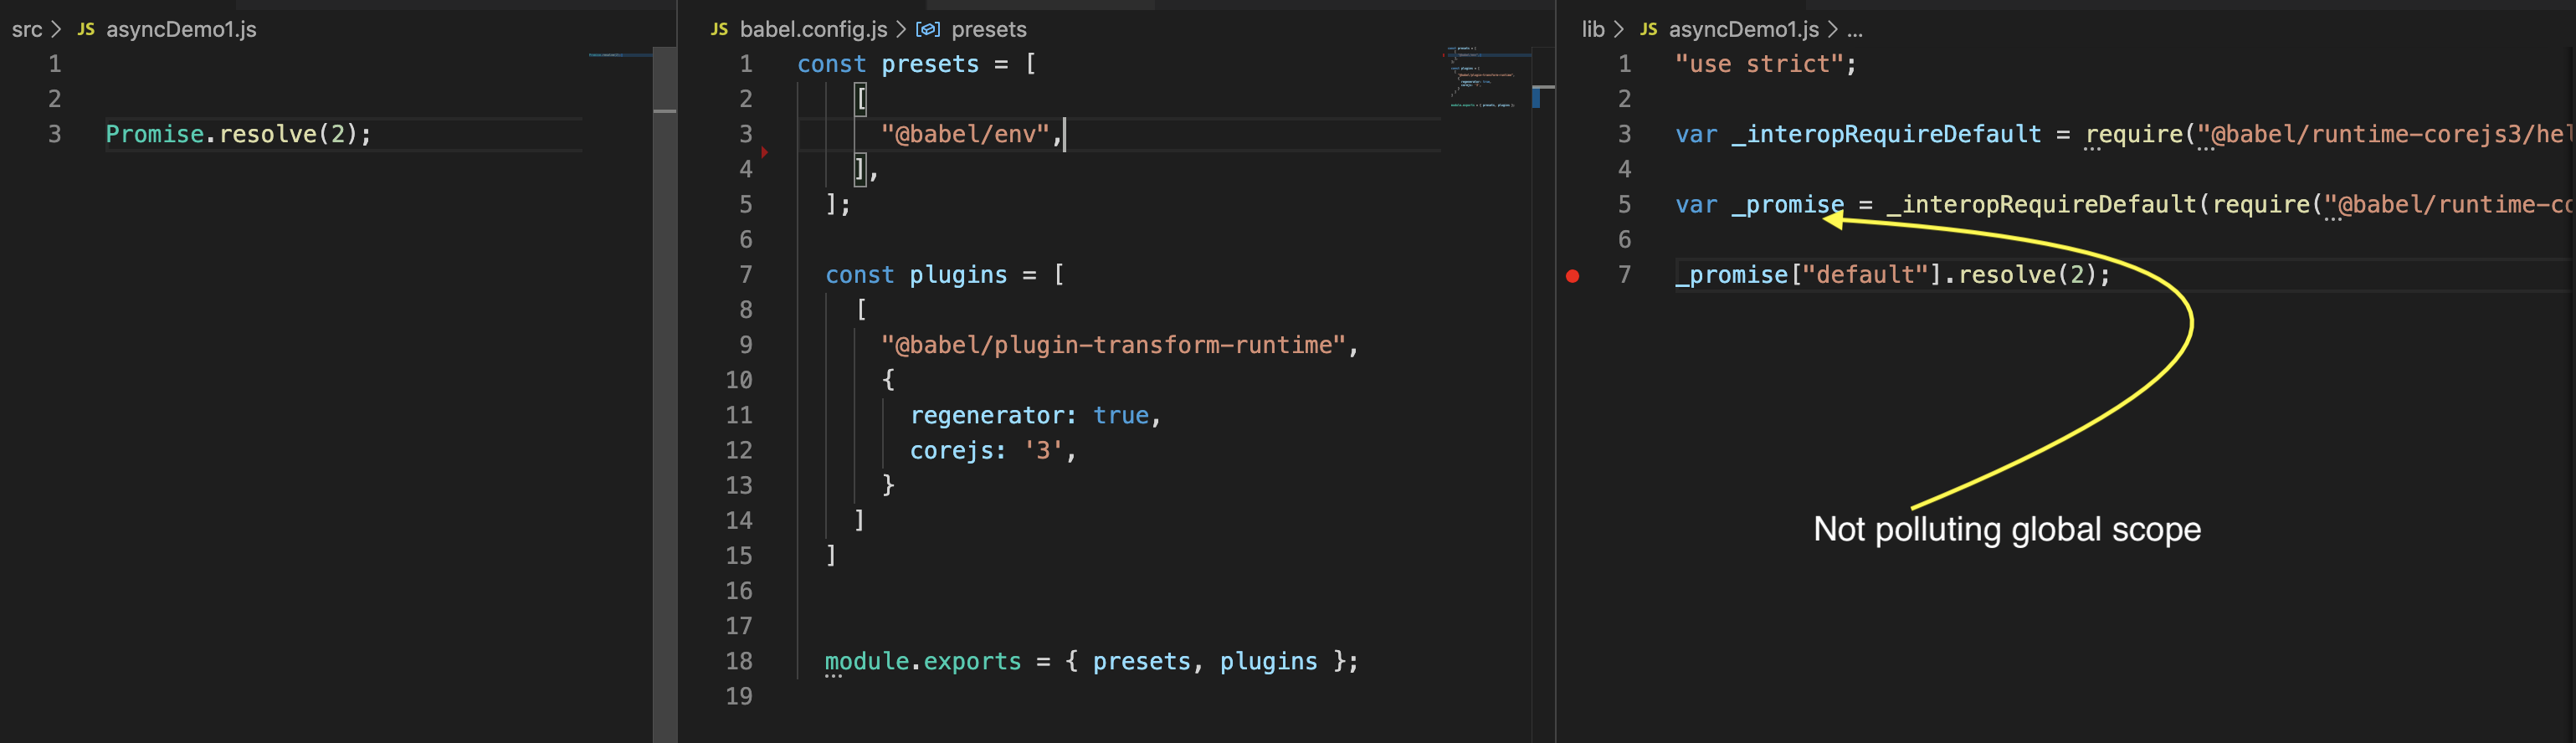 src > JS asyncDemo1.js
1
2
3 Promise.resolve(2);
JS babel.config.js > presets
1 const presets = [
2 [
3 "@babel/env",
4 ],
5 ];
6
7 const plugins = [
8 [
9 "@babel/plugin-transform-runtime",
10 {
11 regenerator: true,
12 corejs: '3',
13 }
14 ]
15 ]
16
17
18 module.exports = { presets, plugins };
19
lib > JS asyncDemo1.js > ...
1 "use strict";
2
3 var _interopRequireDefault = require("@babel/runtime-corejs3/hel
4
5 var _promise = _interopRequireDefault(require("@babel/runtime-co
6
7 _promise["default"].resolve(2);
Not polluting global scope